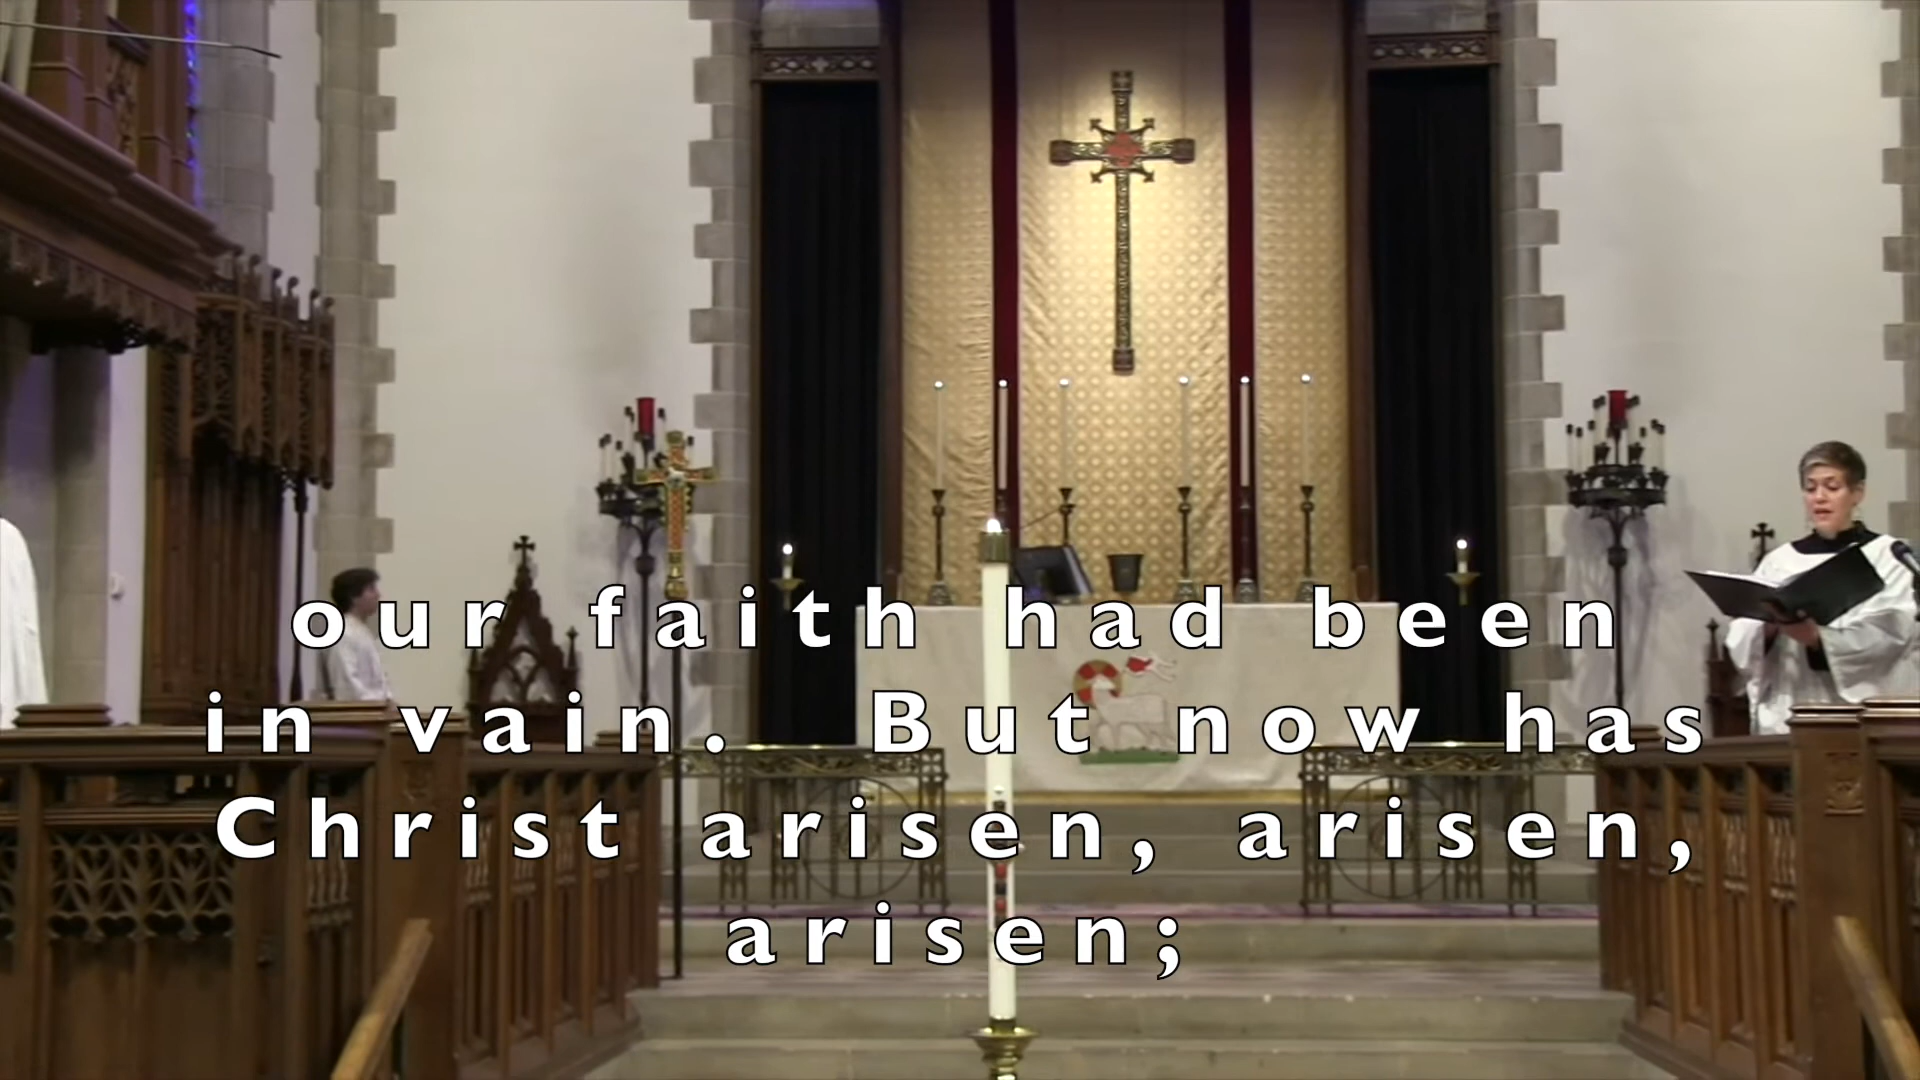 our faith had been
in vain. But now has
Christ arisen, arisen,
arisen;